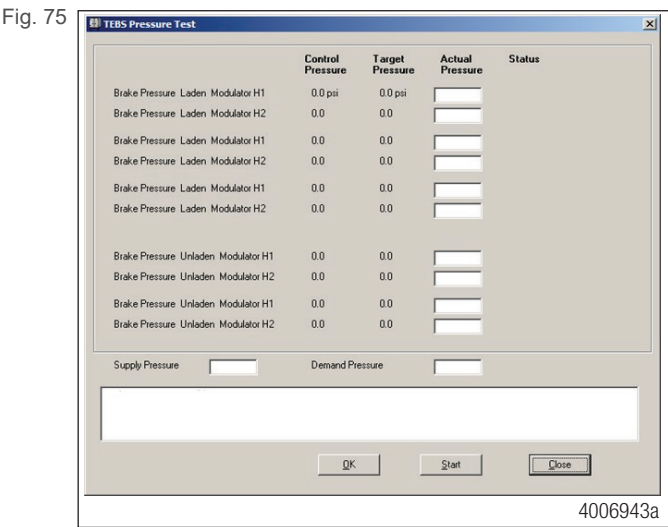 Fig. 75
TEBS Pressure Test
Control Pressure Target Pressure Actual Pressure Status
Brake Pressure Laden Modulator H1 0.0 psi 0.0 psi
Brake Pressure Laden Modulator H2 0.0 0.0
Brake Pressure Laden Modulator H1 0.0 0.0
Brake Pressure Laden Modulator H2 0.0 0.0
Brake Pressure Laden Modulator H1 0.0 0.0
Brake Pressure Laden Modulator H2 0.0 0.0
Brake Pressure Unladen Modulator H1 0.0 0.0
Brake Pressure Unladen Modulator H2 0.0 0.0
Brake Pressure Unladen Modulator H1 0.0 0.0
Brake Pressure Unladen Modulator H2 0.0 0.0
Supply Pressure Demand Pressure
OK Start Close
4006943a